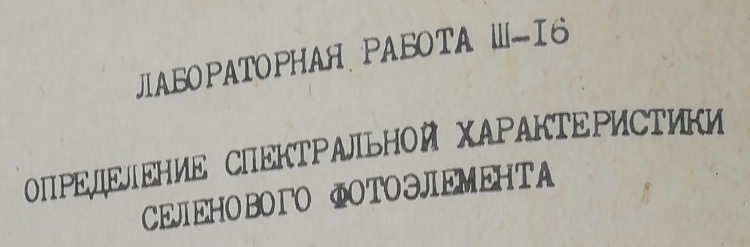 ЛАБОРАТОРНАЯ РАБОТА Ш-I6
ОПРЕДЕЛЕНИЕ СПЕКТРАЛЬНОЙ ХАРАКТЕРИСТИКИ
СЕЛЕНОВОГО ФОТОЭЛЕМЕНТА